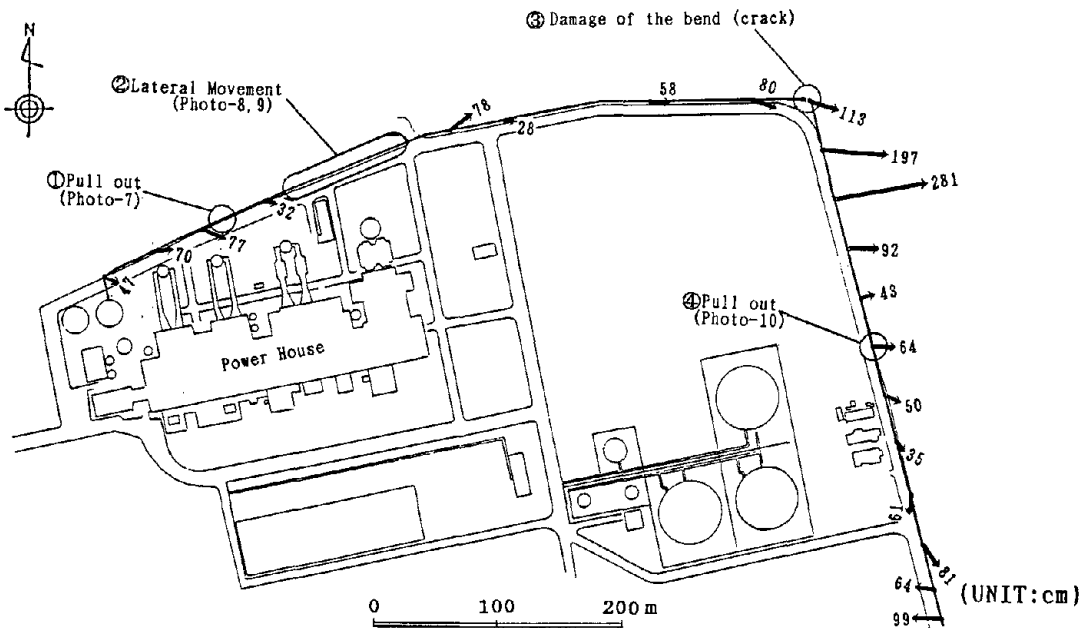 ③Damage of the bend (crack)
N
②Lateral Movement
(Photo-8,9)
58
80
113
78
28
197
①Pull out
(Photo-7)
281
32
77
70
92
47
④Pull out
(Photo-10)
43
64
Power House
50
35
61
81
64
(UNIT:cm)
0 100 200m
99